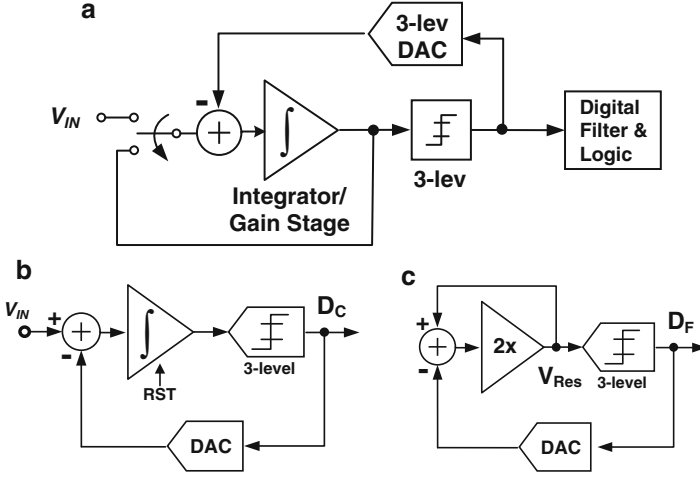 a
3-lev
DAC
-
V_IN
+
∫
Integrator/
Gain Stage
3-lev
Digital
Filter &
Logic
b
V_IN
+
+
-
∫
RST
3-level
D_C
DAC
c
+
+
-
2x
V_Res
3-level
D_F
DAC